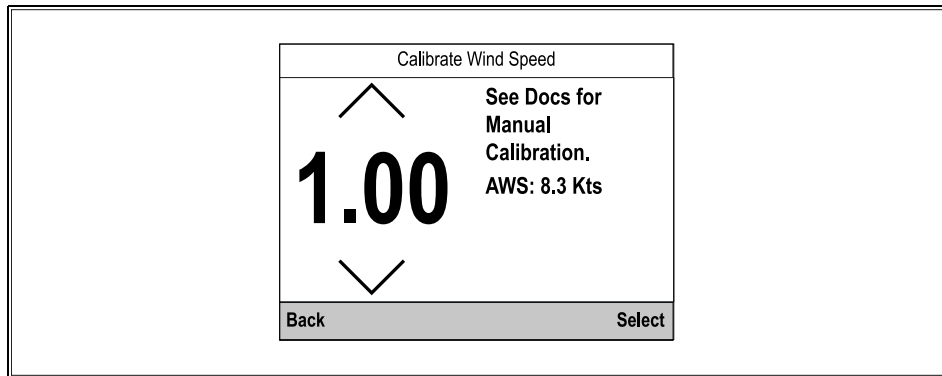 Calibrate Wind Speed
1.00
See Docs for
Manual
Calibration.
AWS: 8.3 Kts
Back
Select